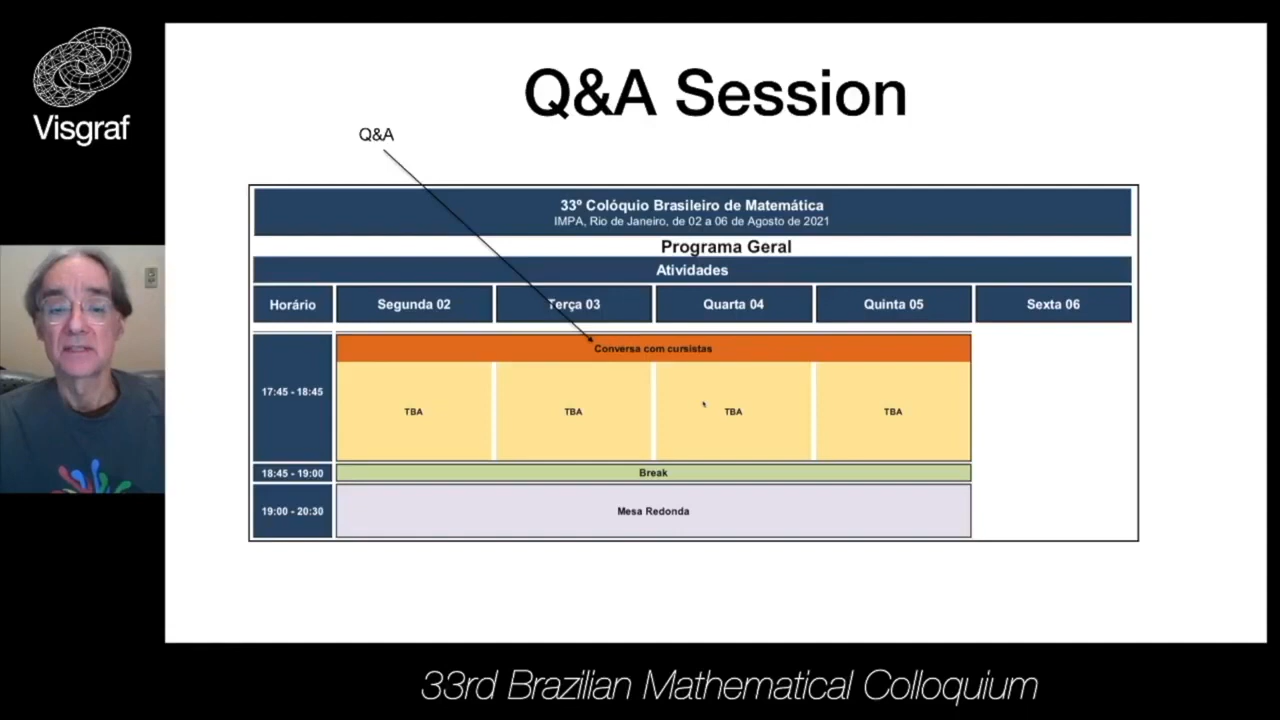 Visgraf
Q&A Session
Q&A
33º Colóquio Brasileiro de Matemática
IMPA, Rio de Janeiro, de 02 a 06 de Agosto de 2021
Programa Geral
Atividades
Horário Segunda 02 Terça 03 Quarta 04 Quinta 05 Sexta 06
Conversa com cursistas
17:45 - 18:45
TBA TBA TBA TBA
18:45 - 19:00 Break
19:00 - 20:30 Mesa Redonda
33rd Brazilian Mathematical Colloquium